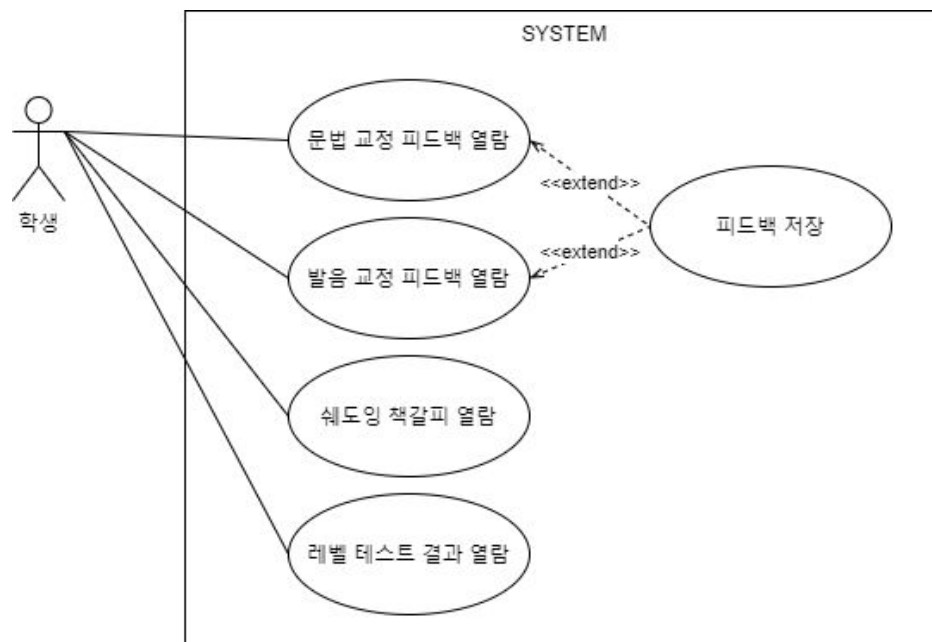 SYSTEM
문법 교정 피드백 열람
<<extend>>
피드백 저장
학생
<<extend>>
발음 교정 피드백 열람
쉐도잉 책갈피 열람
레벨 테스트 결과 열람